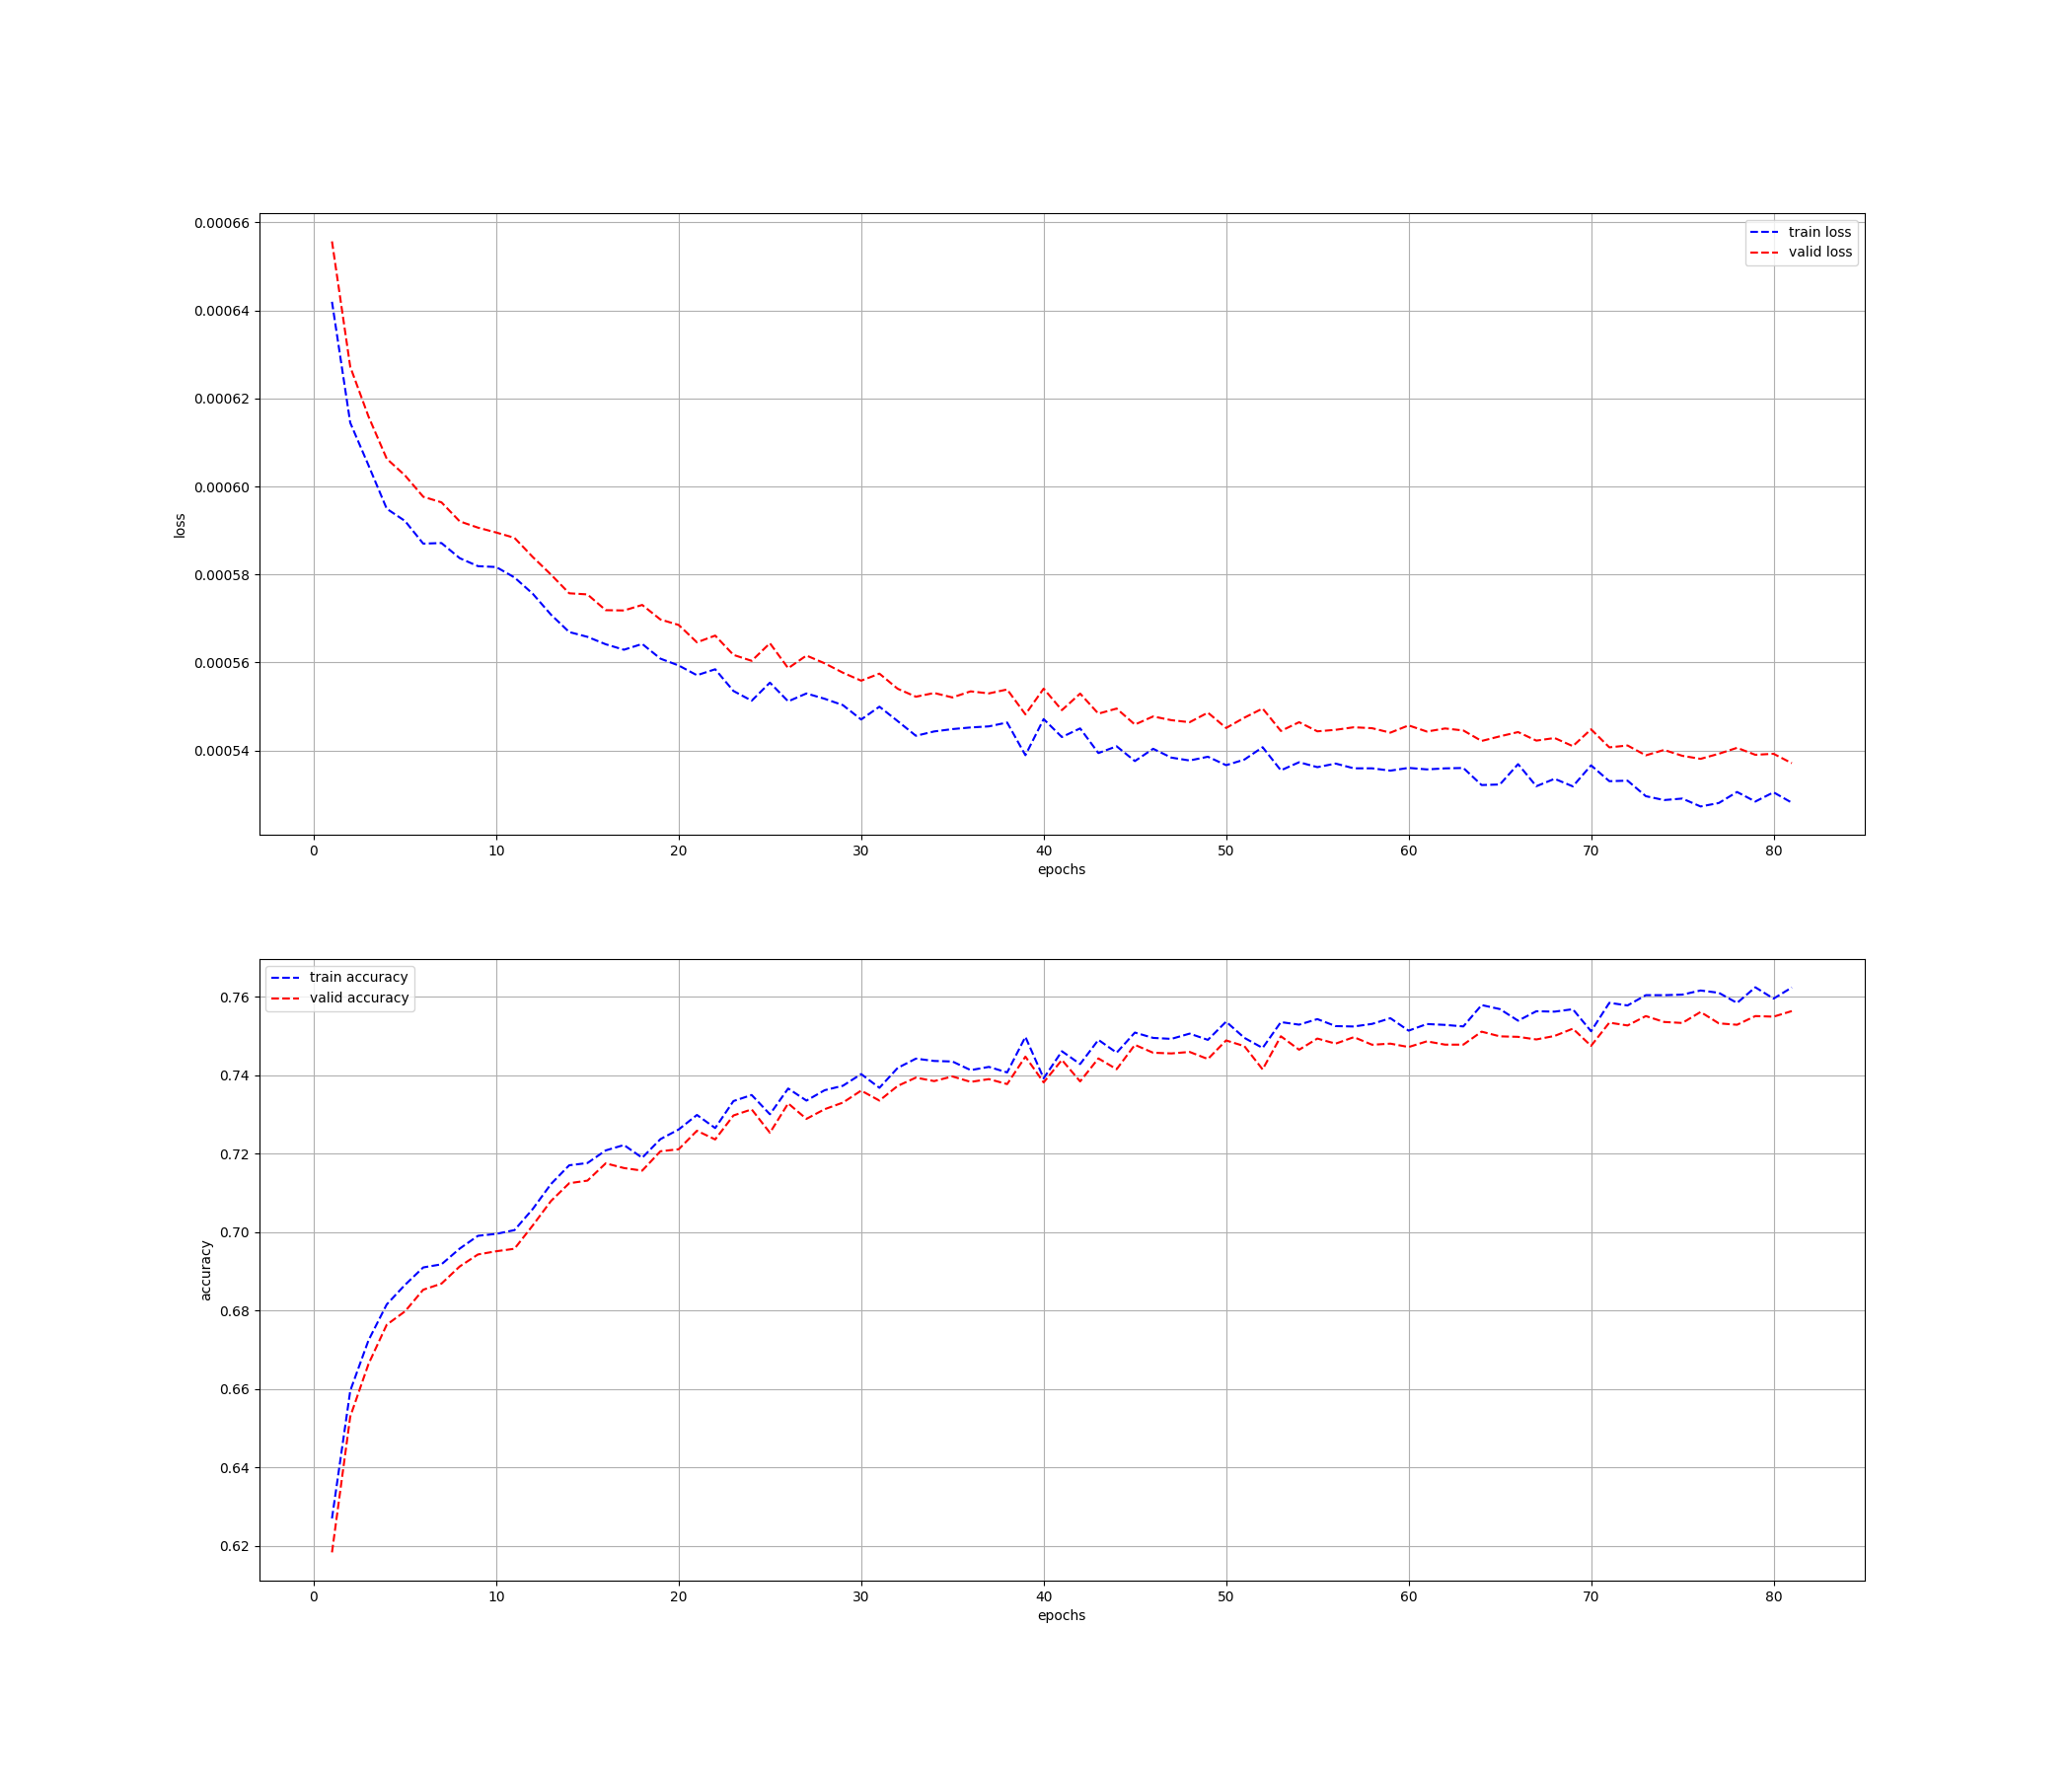 0.00066
train loss
valid loss
0.00064
0.00062
0.00060
loss
0.00058
0.00056
0.00054
0 10 20 30 40 50 60 70 80
epochs
train accuracy
valid accuracy
0.76
0.74
0.72
0.70
accuracy
0.68
0.66
0.64
0.62
0 10 20 30 40 50 60 70 80
epochs